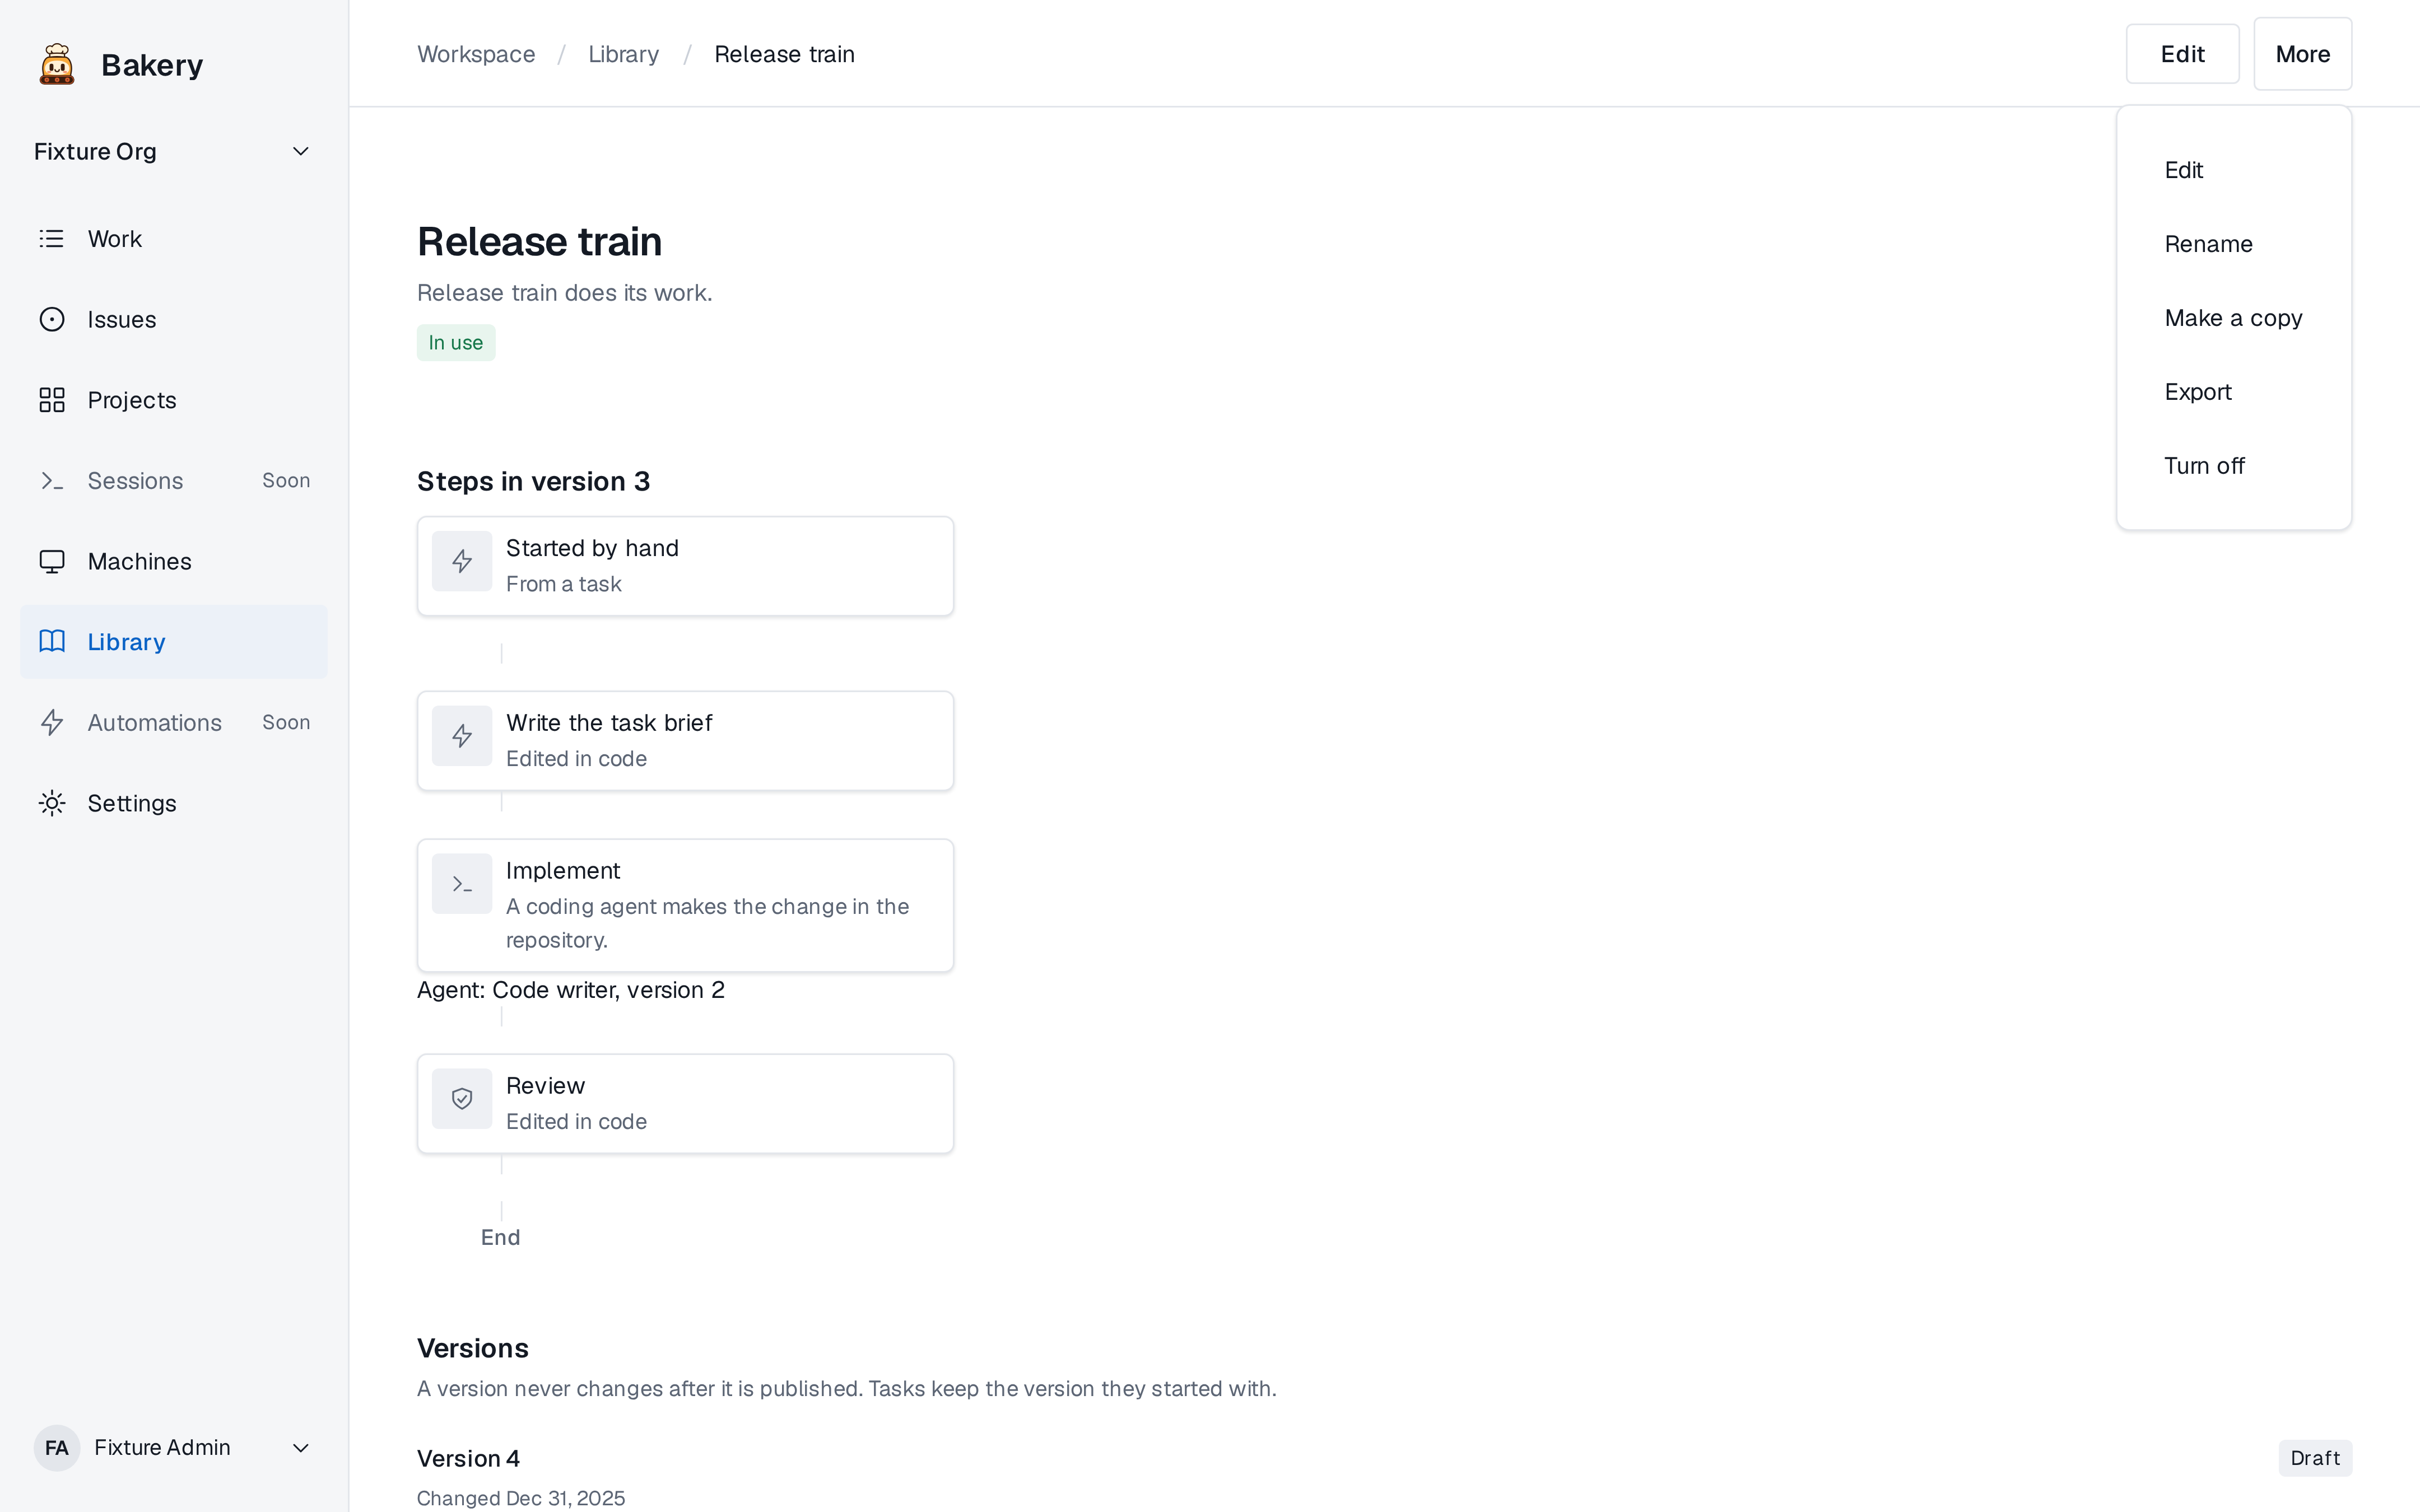 Bakery
Fixture Org
Work
Issues
Projects
Sessions Soon
Machines
Library
Automations Soon
Settings
FA Fixture Admin
Workspace / Library / Release train
Edit
More
Edit
Rename
Make a copy
Export
Turn off
Release train
Release train does its work.
In use
Steps in version 3
Started by hand
From a task
Write the task brief
Edited in code
Implement
A coding agent makes the change in the
repository.
Agent: Code writer, version 2
Review
Edited in code
End
Versions
A version never changes after it is published. Tasks keep the version they started with.
Version 4
Draft
Changed Dec 31, 2025